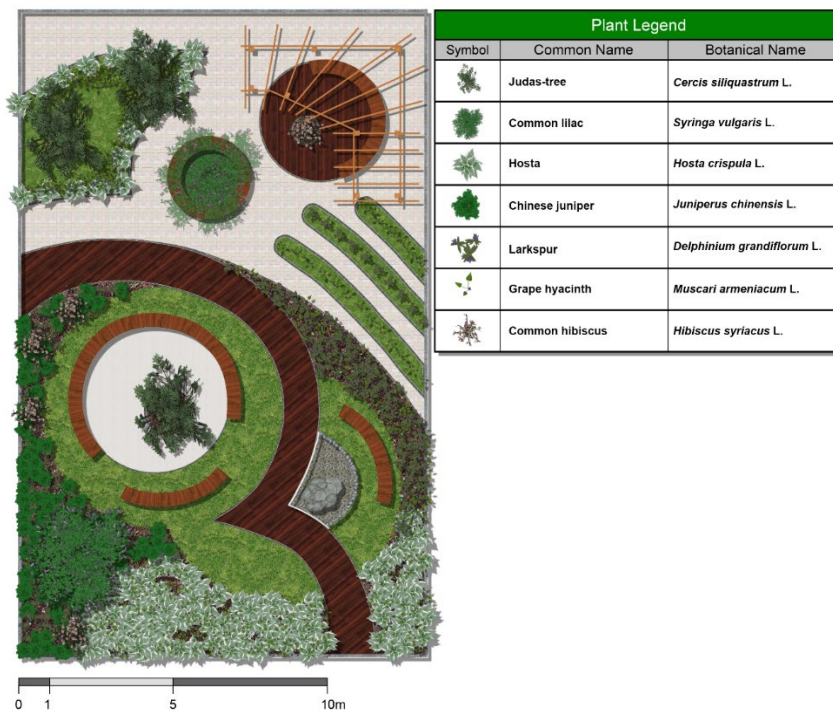 Plant Legend
Symbol Common Name Botanical Name
Judas-tree Cercis siliquastrum L.
Common lilac Syringa vulgaris L.
Hosta Hosta crispula L.
Chinese juniper Juniperus chinensis L.
Larkspur Delphinium grandiflorum L.
Grape hyacinth Muscari armeniacum L.
Common hibiscus Hibiscus syriacus L.
0 1 5 10m